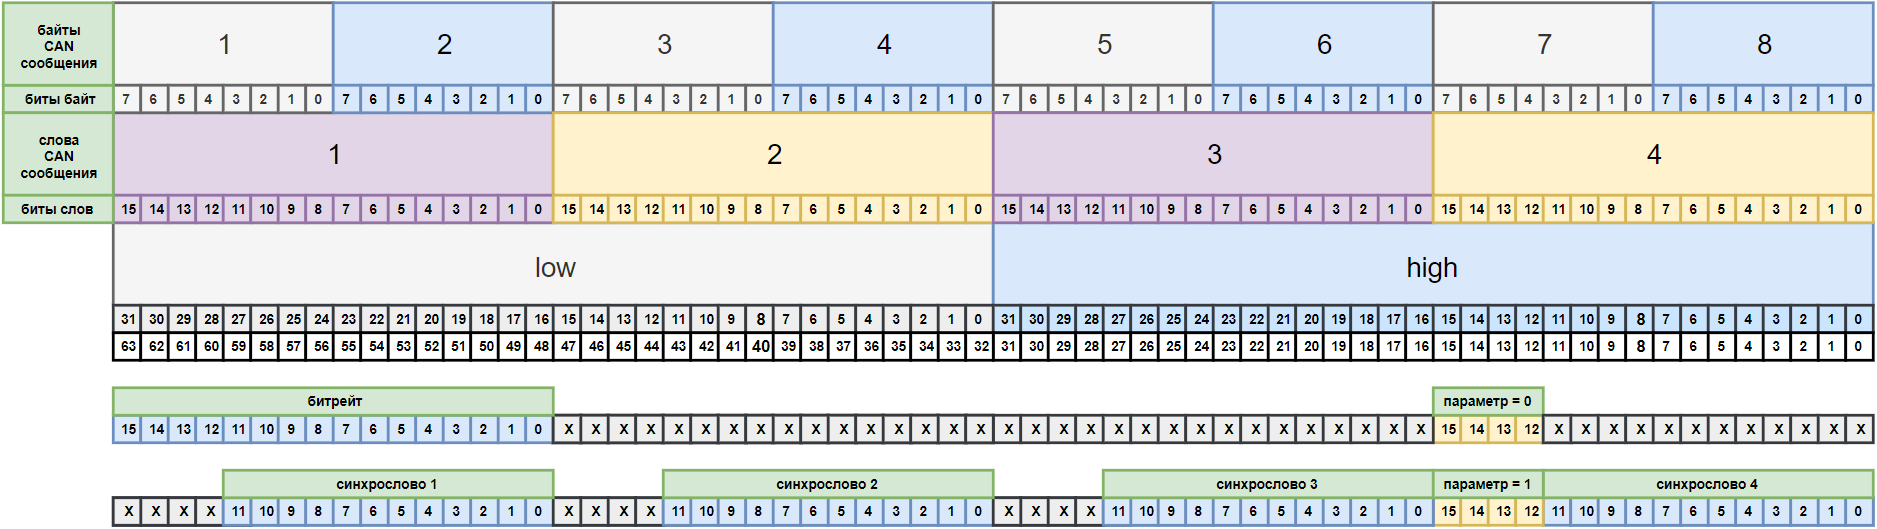 байты
CAN
сообщения
1 2 3 4 5 6 7 8
биты байт 7 6 5 4 3 2 1 0 7 6 5 4 3 2 1 0 7 6 5 4 3 2 1 0 7 6 5 4 3 2 1 0 7 6 5 4 3 2 1 0 7 6 5 4 3 2 1 0 7 6 5 4 3 2 1 0 7 6 5 4 3 2 1 0
слова
CAN
сообщения
1 2 3 4
биты слов 15 14 13 12 11 10 9 8 7 6 5 4 3 2 1 0 15 14 13 12 11 10 9 8 7 6 5 4 3 2 1 0 15 14 13 12 11 10 9 8 7 6 5 4 3 2 1 0 15 14 13 12 11 10 9 8 7 6 5 4 3 2 1 0
low high
31 30 29 28 27 26 25 24 23 22 21 20 19 18 17 16 15 14 13 12 11 10 9 8 7 6 5 4 3 2 1 0 31 30 29 28 27 26 25 24 23 22 21 20 19 18 17 16 15 14 13 12 11 10 9 8 7 6 5 4 3 2 1 0
63 62 61 60 59 58 57 56 55 54 53 52 51 50 49 48 47 46 45 44 43 42 41 40 39 38 37 36 35 34 33 32 31 30 29 28 27 26 25 24 23 22 21 20 19 18 17 16 15 14 13 12 11 10 9 8 7 6 5 4 3 2 1 0
битрейт параметр = 0
15 14 13 12 11 10 9 8 7 6 5 4 3 2 1 0 X X X X X X X X X X X X X X X X X X X X X X X X X X X X X X X X 15 14 13 12 X X X X X X X X X X X X
синхрослово 1 синхрослово 2 синхрослово 3 параметр = 1 синхрослово 4
X X X X 11 10 9 8 7 6 5 4 3 2 1 0 X X X X 11 10 9 8 7 6 5 4 3 2 1 0 X X X X 11 10 9 8 7 6 5 4 3 2 1 0 15 14 13 12 11 10 9 8 7 6 5 4 3 2 1 0